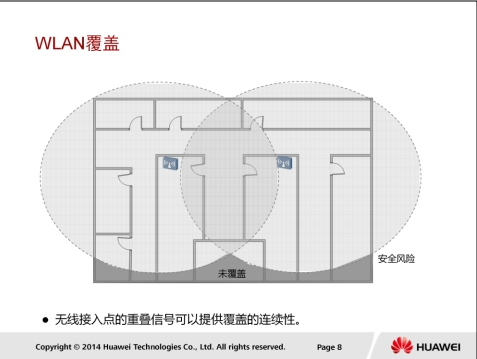 WLAN覆盖
安全风险
未覆盖
● 无线接入点的重叠信号可以提供覆盖的连续性。
Copyright © 2014 Huawei Technologies Co., Ltd. All rights reserved. Page 8 HUAWEI